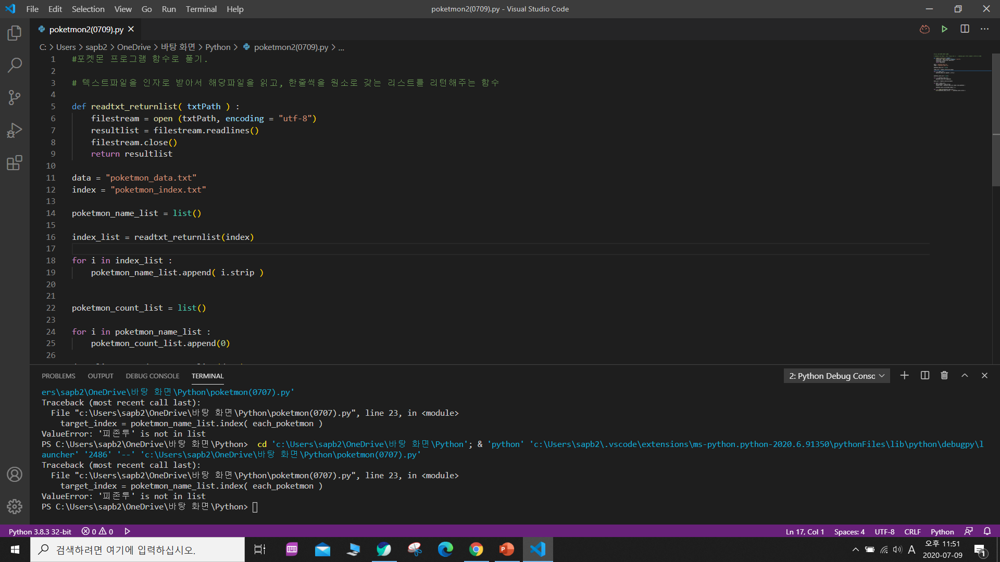 File Edit Selection View Go Run Terminal Help
poketmon2(0709).py - Visual Studio Code
poketmon2(0709).py
C: > Users > sapb2 > OneDrive > 바탕 화면 > Python > poketmon2(0709).py > ...
1 #포켓몬 프로그램 함수로 풀기.
2
3 # 텍스트파일을 인자로 받아서 해당파일을 읽고, 한줄씩을 원소로 갖는 리스트를 리턴해주는 함수
4
5 def readtxt_returnlist( txtPath ) :
6 filestream = open (txtPath, encoding = "utf-8")
7 resultlist = filestream.readlines()
8 filestream.close()
9 return resultlist
10
11 data = "poketmon_data.txt"
12 index = "poketmon_index.txt"
13
14 poketmon_name_list = list()
15
16 index_list = readtxt_returnlist(index)
17
18 for i in index_list :
19 poketmon_name_list.append( i.strip )
20
21
22 poketmon_count_list = list()
23
24 for i in poketmon_name_list :
25 poketmon_count_list.append(0)
26
PROBLEMS OUTPUT DEBUG CONSOLE TERMINAL
2: Python Debug Consc
ers\sapb2\OneDrive\바탕 화면\Python\poketmon(0707).py'
Traceback (most recent call last):
File "c:\Users\sapb2\OneDrive\바탕 화면\Python\poketmon(0707).py", line 23, in <module>
target_index = poketmon_name_list.index( each_poketmon )
ValueError: '피존투' is not in list
PS C:\Users\sapb2\OneDrive\바탕 화면\Python> cd 'c:\Users\sapb2\OneDrive\바탕 화면\Python'; & 'python' 'c:\Users\sapb2\.vscode\extensions\ms-python.python-2020.6.91350\pythonFiles\lib\python\debugpy\l
auncher' '2486' '--' 'c:\Users\sapb2\OneDrive\바탕 화면\Python\poketmon(0707).py'
Traceback (most recent call last):
File "c:\Users\sapb2\OneDrive\바탕 화면\Python\poketmon(0707).py", line 23, in <module>
target_index = poketmon_name_list.index( each_poketmon )
ValueError: '피존투' is not in list
PS C:\Users\sapb2\OneDrive\바탕 화면\Python>
Python 3.8.3 32-bit 0 0
Ln 17, Col 1 Spaces: 4 UTF-8 CRLF Python
검색하려면 여기에 입력하십시오.
A
오후 11:51
2020-07-09
1